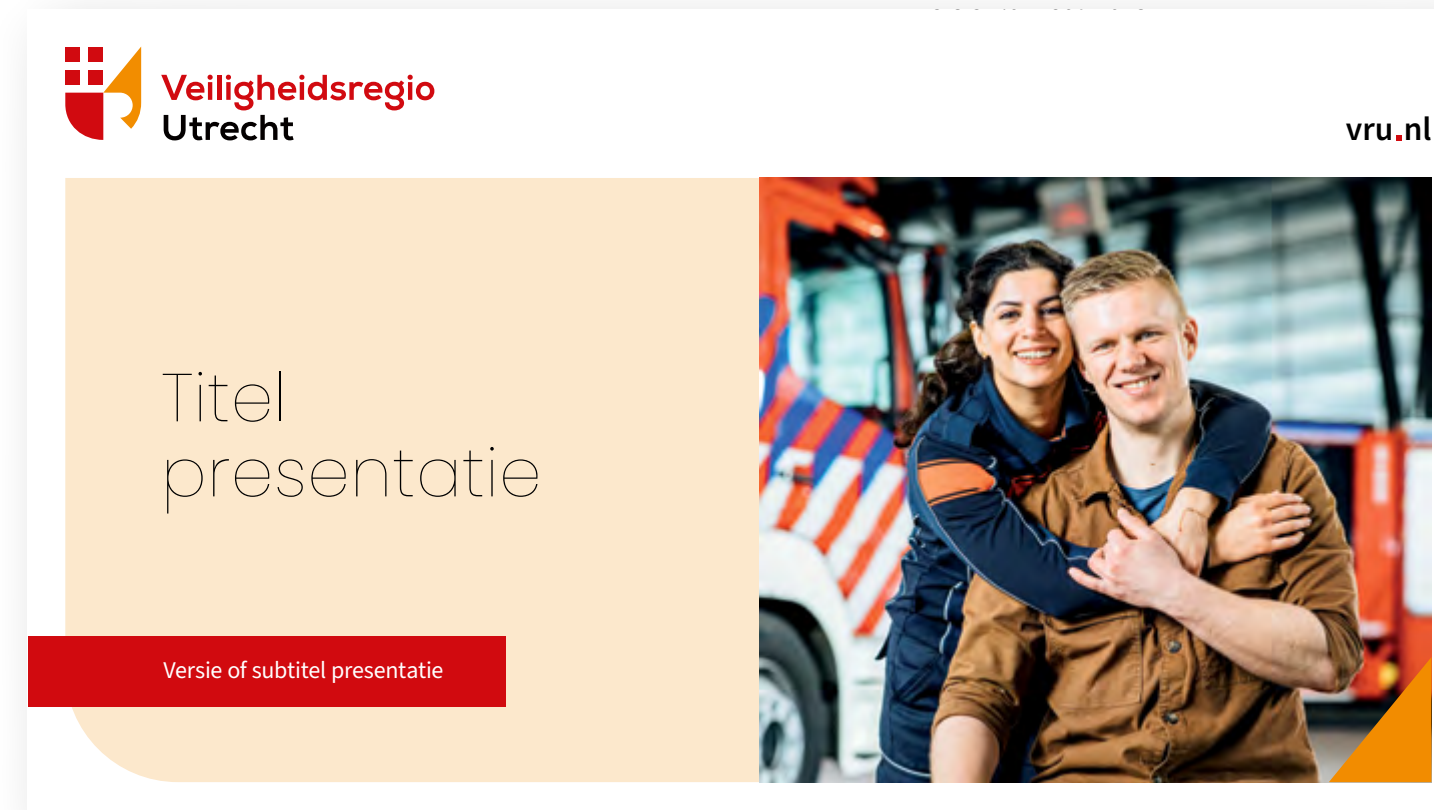 Veiligheidsregio
Utrecht
vru.nl
Titel
presentatie
Versie of subtitel presentatie